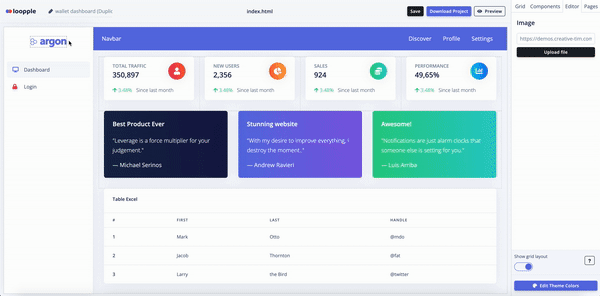 loopple
wallet dashboard (Duplic
index.html
Save
Download Project
Preview
Grid
Components
Editor
Pages
argon
Navbar
Discover
Profile
Settings
Image
https://demos.creative-tim.com
Upload file
Dashboard
Login
TOTAL TRAFFIC
350,897
3.48% Since last month
NEW USERS
2,356
3.48% Since last month
SALES
924
3.48% Since last month
PERFORMANCE
49,65%
3.48% Since last month
Best Product Ever
"Leverage is a force multiplier for your
judgement."
— Michael Serinos
Stunning website
"With my desire to improve everything, I
destroy the moment."
— Andrew Ravieri
Awesome!
"Notifications are just alarm clocks that
someone else is setting for you."
— Luis Arriba
Table Excel
# FIRST LAST HANDLE
1 Mark Otto @mdo
2 Jacob Thornton @fat
3 Larry the Bird @twitter
Show grid layout
?
Edit Theme Colors